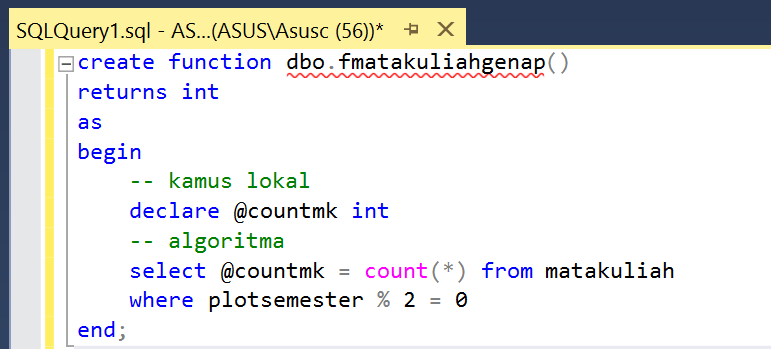 SQLQuery1.sql - AS...(ASUS\Asusc (56))*
create function dbo.fmatakuliahgenap()
returns int
as
begin
-- kamus lokal
declare @countmk int
-- algoritma
select @countmk = count(*) from matakuliah
where plotsemester % 2 = 0
end;